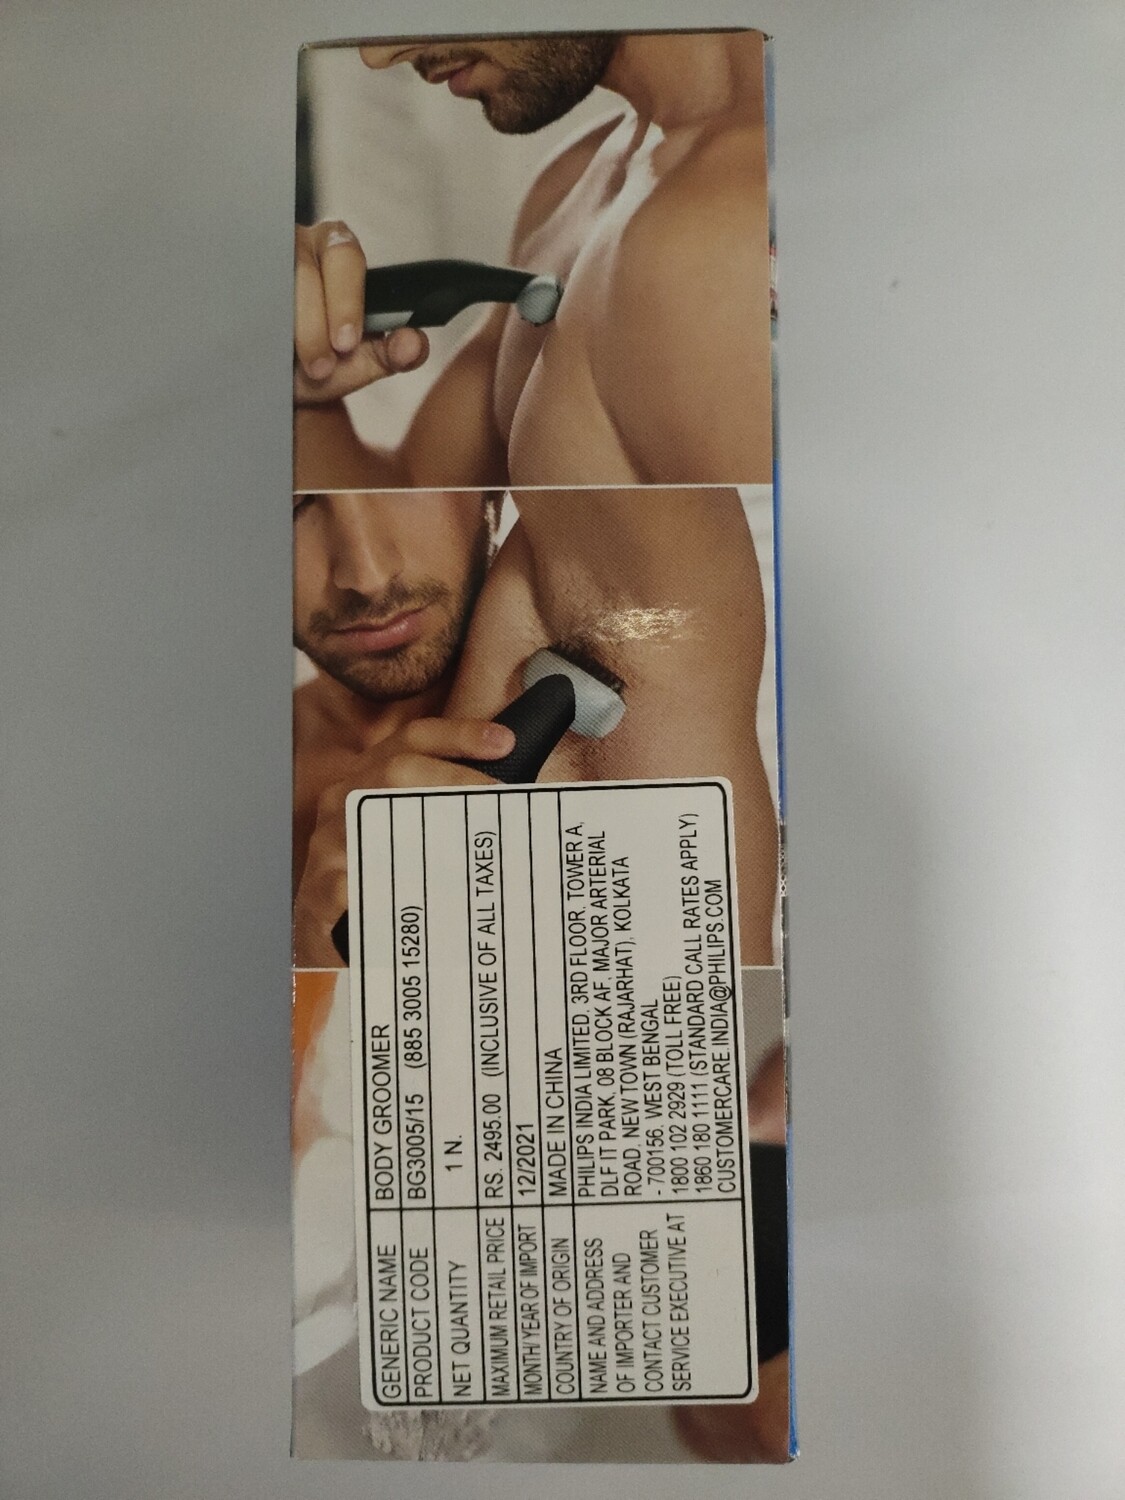 GENERIC NAME BODY GROOMER
PRODUCT CODE BG3005/15 (885 3005 15280)
NET QUANTITY 1 N.
MAXIMUM RETAIL PRICE RS. 2495.00 (INCLUSIVE OF ALL TAXES)
MONTH/YEAR OF IMPORT 12/2021
COUNTRY OF ORIGIN MADE IN CHINA
NAME AND ADDRESS
OF IMPORTER AND
CONTACT CUSTOMER
SERVICE EXECUTIVE AT
PHILIPS INDIA LIMITED, 3RD FLOOR, TOWER A,
DLF IT PARK, 08 BLOCK AF, MAJOR ARTERIAL
ROAD, NEW TOWN (RAJARHAT), KOLKATA
- 700156, WEST BENGAL
1800 102 2929 (TOLL FREE)
1860 180 1111 (STANDARD CALL RATES APPLY)
CUSTOMERCARE.INDIA@PHILIPS.COM